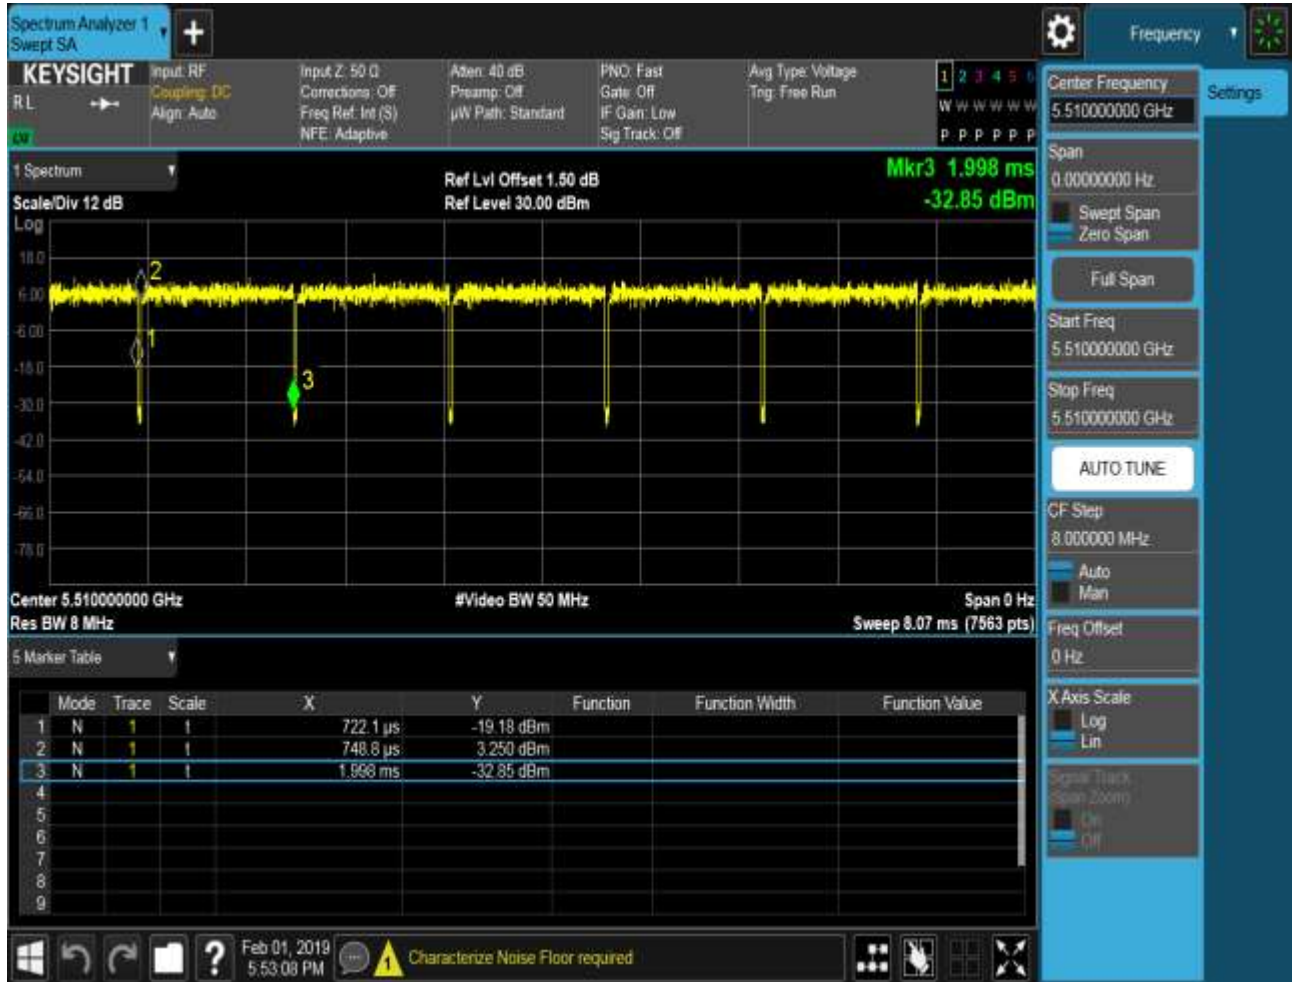 Spectrum Analyzer 1
Swept SA
+
Frequency
KEYSIGHT
RL
Input: RF
Coupling: DC
Align: Auto
Input Z: 50 Ω
Corrections: Off
Freq Ref: Int (S)
NFE: Adaptive
Atten: 40 dB
Preamp: Off
µW Path: Standard
PNO: Fast
Gate: Off
IF Gain: Low
Sig Track: Off
Avg Type: Voltage
Trig: Free Run
1 2 3 4 5 6
W W W W W W
P P P P P P
1 Spectrum
Scale/Div 12 dB
Ref Lvl Offset 1.50 dB
Ref Level 30.00 dBm
Mkr3 1.998 ms
-32.85 dBm
Log
18.0
6.00
-6.00
-18.0
-30.0
-42.0
-54.0
-66.0
-78.0
2
1
3
Center 5.510000000 GHz
Res BW 8 MHz
#Video BW 50 MHz
Span 0 Hz
Sweep 8.07 ms (7563 pts)
5 Marker Table
Mode Trace Scale X Y Function Function Width Function Value
1 N 1 t 722.1 µs -19.18 dBm
2 N 1 t 748.8 µs 3.250 dBm
3 N 1 t 1.998 ms -32.85 dBm
4
5
6
7
8
9
Feb 01, 2019
5:53:08 PM
?
1
Characterize Noise Floor required
Center Frequency
5.510000000 GHz
Settings
Span
0.00000000 Hz
Swept Span
Zero Span
Full Span
Start Freq
5.510000000 GHz
Stop Freq
5.510000000 GHz
AUTO TUNE
CF Step
8.000000 MHz
Auto
Man
Freq Offset
0 Hz
X Axis Scale
Log
Lin
Signal Track
(Span Zoom)
On
Off